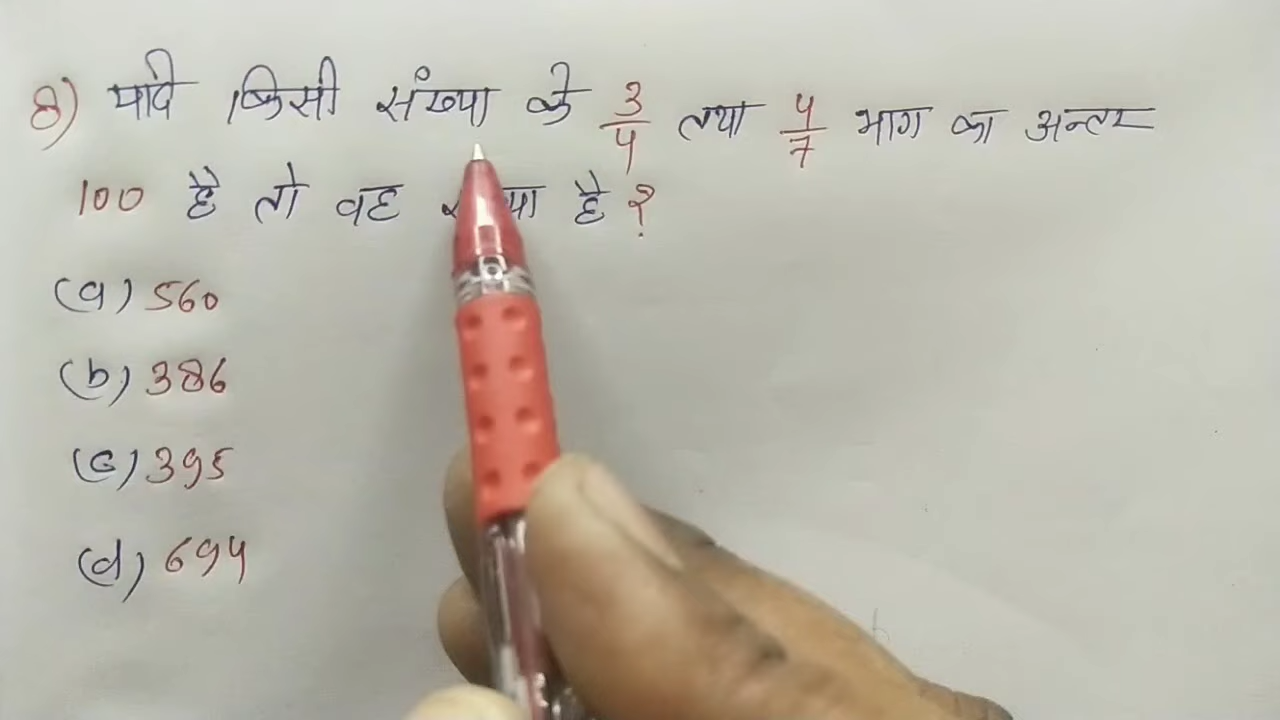 8) यदि किसी संख्या के 3/4 तथा 4/7 भाग का अन्तर
100 है तो वह है ?
(a) 560
(b) 386
(c) 395
(d) 694